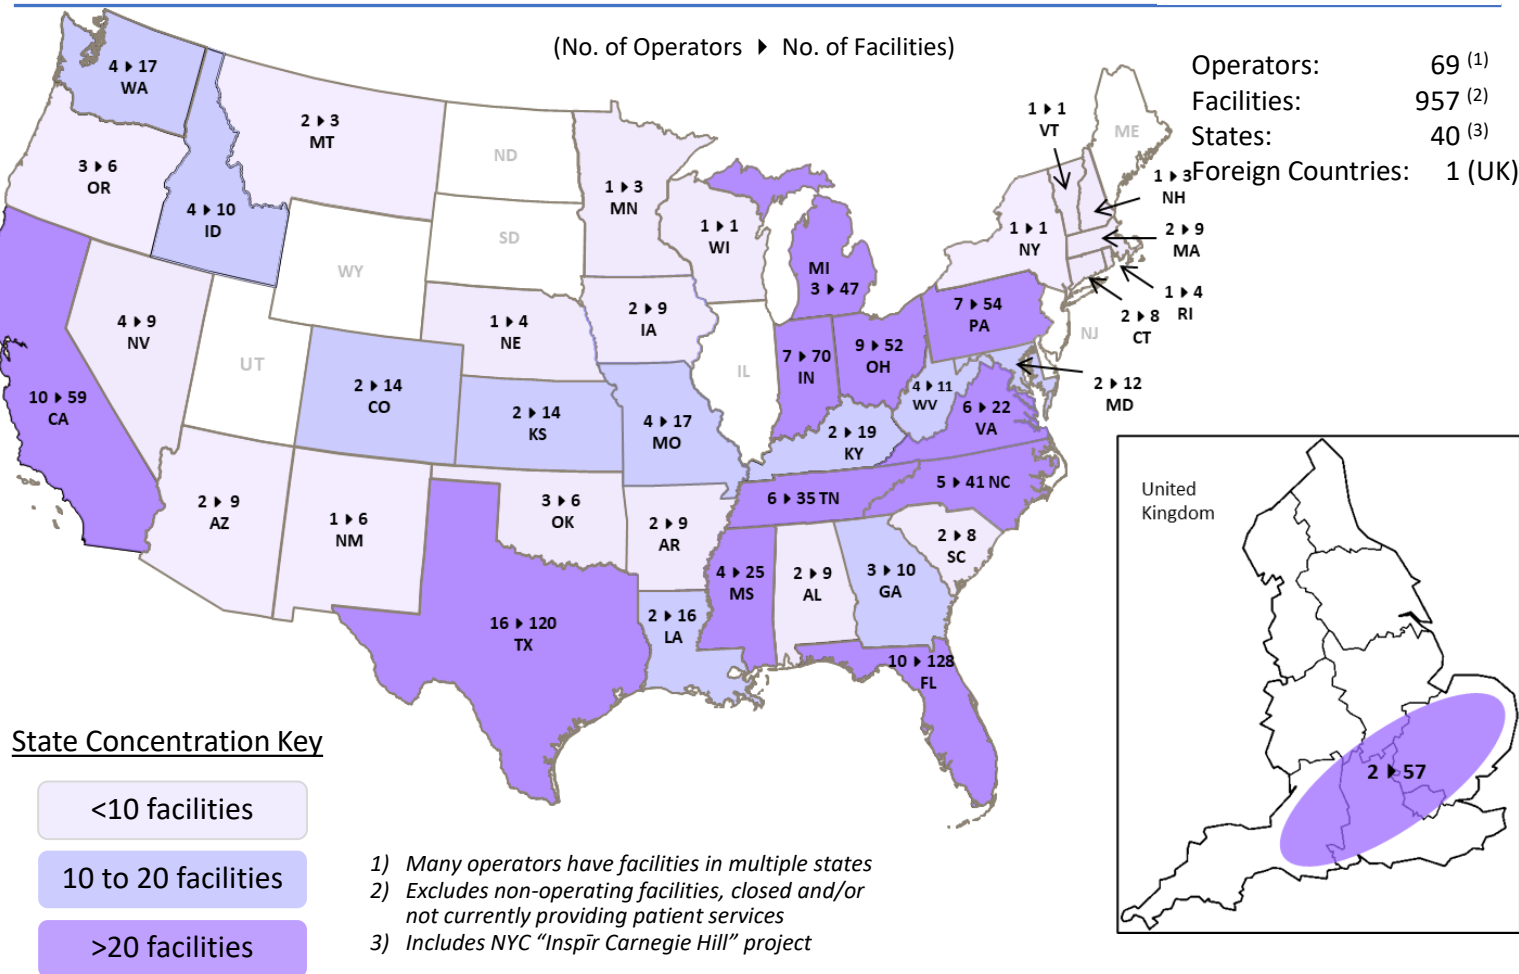 (No. of Operators ▶ No. of Facilities)
Operators: 69 (1)
Facilities: 957 (2)
States: 40 (3)
Foreign Countries: 1 (UK)
4 ▶ 17
WA
3 ▶ 6
OR
4 ▶ 10
ID
2 ▶ 3
MT
ND
SD
WY
1 ▶ 3
MN
1 ▶ 1
WI
MI
3 ▶ 47
1 ▶ 1
NY
1 ▶ 1
VT
ME
1 ▶ 3
NH
2 ▶ 9
MA
1 ▶ 4
RI
2 ▶ 8
CT
NJ
2 ▶ 12
MD
10 ▶ 59
CA
4 ▶ 9
NV
UT
2 ▶ 14
CO
1 ▶ 4
NE
2 ▶ 9
IA
IL
7 ▶ 70
IN
9 ▶ 52
OH
7 ▶ 54
PA
4 ▶ 11
WV
6 ▶ 22
VA
2 ▶ 14
KS
4 ▶ 17
MO
2 ▶ 19
KY
2 ▶ 9
AZ
1 ▶ 6
NM
3 ▶ 6
OK
2 ▶ 9
AR
6 ▶ 35 TN
5 ▶ 41 NC
2 ▶ 8
SC
16 ▶ 120
TX
2 ▶ 16
LA
4 ▶ 25
MS
2 ▶ 9
AL
3 ▶ 10
GA
10 ▶ 128
FL
United
Kingdom
2 ▶ 57
State Concentration Key
<10 facilities
10 to 20 facilities
>20 facilities
1) Many operators have facilities in multiple states
2) Excludes non-operating facilities, closed and/or
not currently providing patient services
3) Includes NYC “Inspīr Carnegie Hill” project